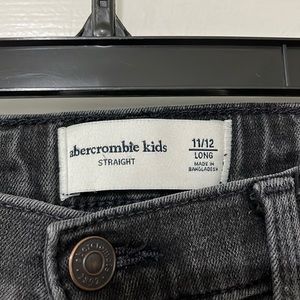 abercrombie kids
STRAIGHT
11/12
LONG
MADE IN
BANGLADESH